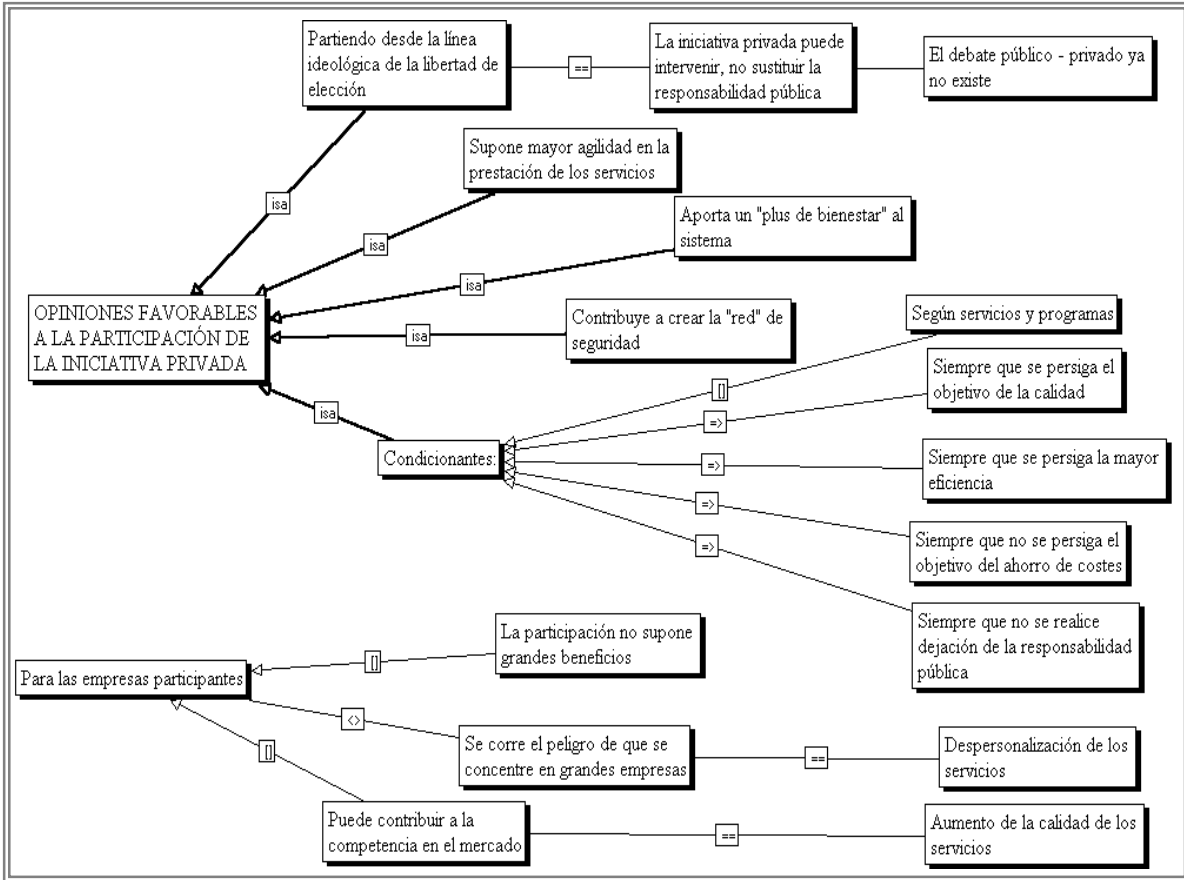 Partiendo desde la línea
ideológica de la libertad de
elección
==
La iniciativa privada puede
intervenir, no sustituir la
responsabilidad pública
El debate público - privado ya
no existe
isa
Supone mayor agilidad en la
prestación de los servicios
isa
Aporta un "plus de bienestar" al
sistema
isa
OPINIONES FAVORABLES
A LA PARTICIPACIÓN DE
LA INICIATIVA PRIVADA
isa
Contribuye a crear la "red" de
seguridad
isa
Condicionantes:
[]
Según servicios y programas
=>
Siempre que se persiga el
objetivo de la calidad
=>
Siempre que se persiga la mayor
eficiencia
=>
Siempre que no se persiga el
objetivo del ahorro de costes
=>
Siempre que no se realice
dejación de la responsabilidad
pública
Para las empresas participantes
[]
La participación no supone
grandes beneficios
<>
Se corre el peligro de que se
concentre en grandes empresas
==
Despersonalización de los
servicios
[]
Puede contribuir a la
competencia en el mercado
==
Aumento de la calidad de los
servicios